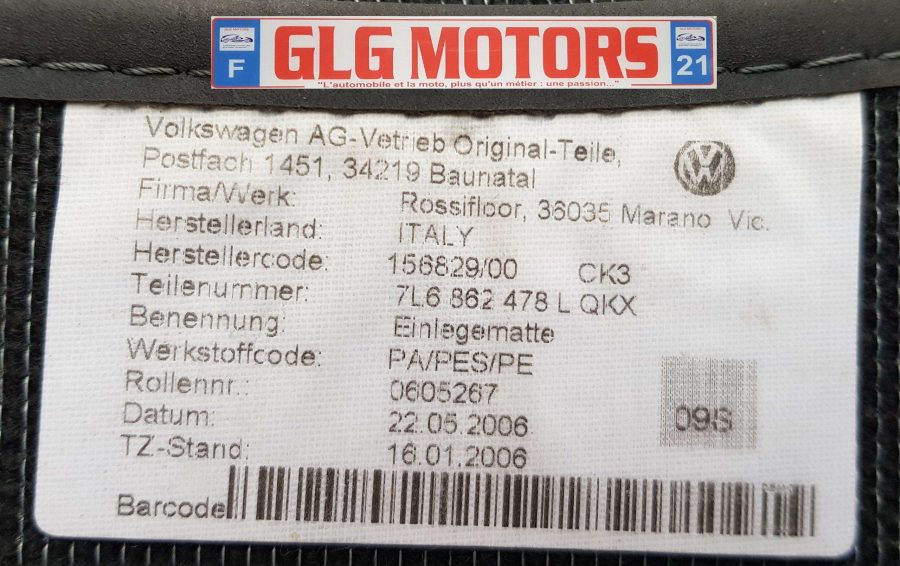 F GLG MOTORS 21
"L'automobile et la moto, plus qu'un métier : une passion..."
Volkswagen AG-Vetrieb Original-Teile,
Postfach 1451, 34219 Baunatal
Firma/Werk: Rossifloor, 36035 Marano Vic.
Herstellerland: ITALY
Herstellercode: 156829/00 CK3
Teilenummer: 7L6 862 478 L QKX
Benennung: Einlegematte
Werkstoffcode: PA/PES/PE
Rollennr.: 0605267
Datum: 22.05.2006
TZ-Stand: 16.01.2006
Barcode